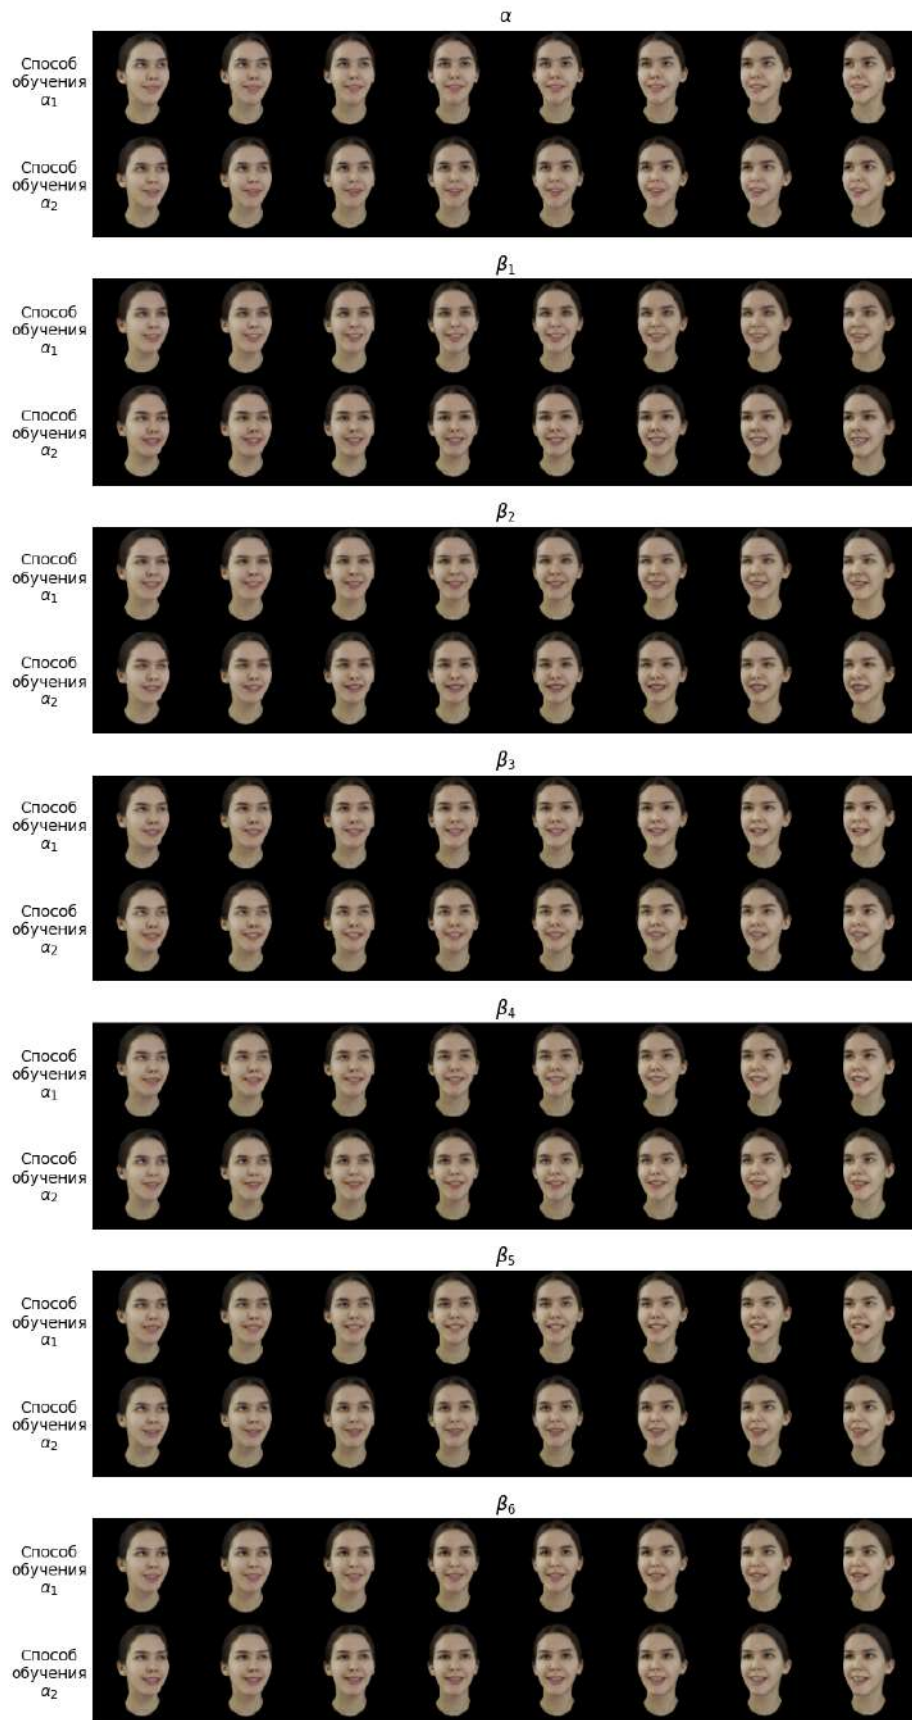 α
Способ
обучения
α₁
Способ
обучения
α₂
β₁
Способ
обучения
α₁
Способ
обучения
α₂
β₂
Способ
обучения
α₁
Способ
обучения
α₂
β₃
Способ
обучения
α₁
Способ
обучения
α₂
β₄
Способ
обучения
α₁
Способ
обучения
α₂
β₅
Способ
обучения
α₁
Способ
обучения
α₂
β₆
Способ
обучения
α₁
Способ
обучения
α₂